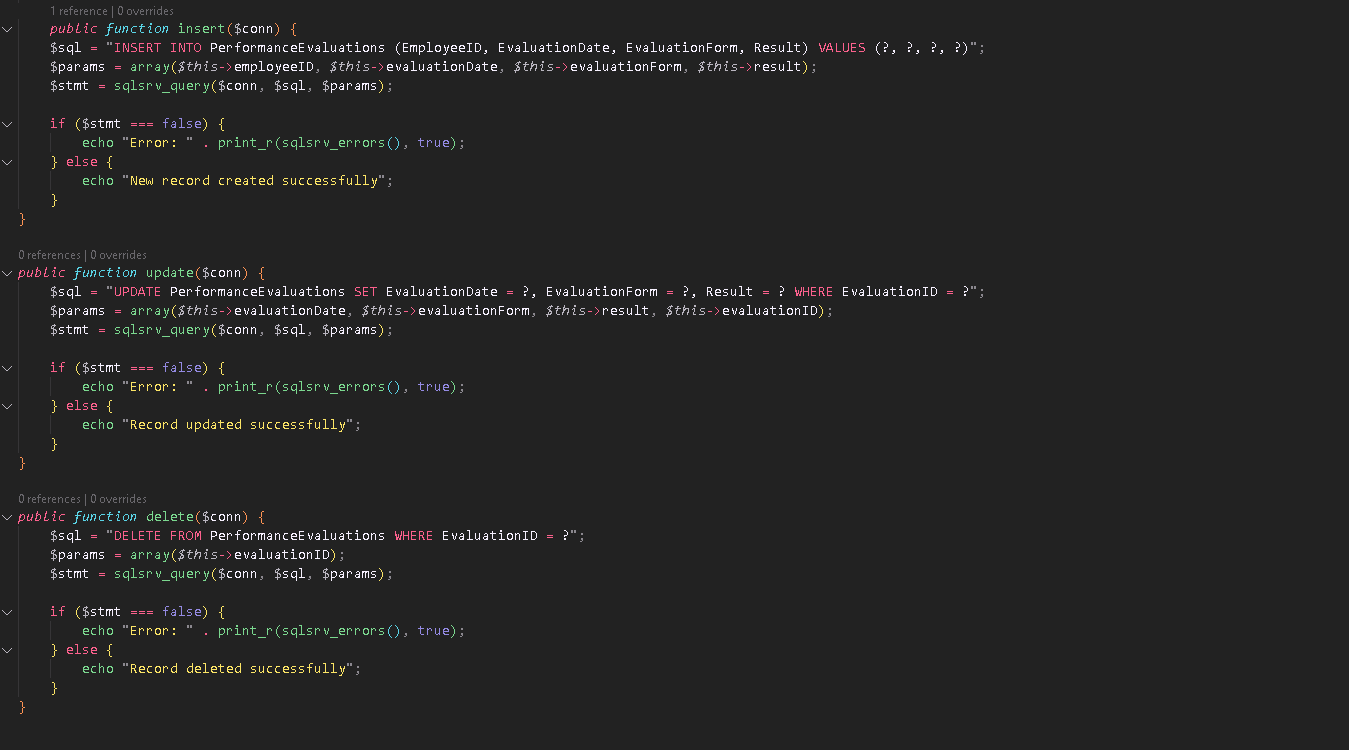 1 reference | 0 overrides
public function insert($conn) {
$sql = "INSERT INTO PerformanceEvaluations (EmployeeID, EvaluationDate, EvaluationForm, Result) VALUES (?, ?, ?, ?)";
$params = array($this->employeeID, $this->evaluationDate, $this->evaluationForm, $this->result);
$stmt = sqlsrv_query($conn, $sql, $params);
if ($stmt === false) {
echo "Error: " . print_r(sqlsrv_errors(), true);
} else {
echo "New record created successfully";
}
}
0 references | 0 overrides
public function update($conn) {
$sql = "UPDATE PerformanceEvaluations SET EvaluationDate = ?, EvaluationForm = ?, Result = ? WHERE EvaluationID = ?";
$params = array($this->evaluationDate, $this->evaluationForm, $this->result, $this->evaluationID);
$stmt = sqlsrv_query($conn, $sql, $params);
if ($stmt === false) {
echo "Error: " . print_r(sqlsrv_errors(), true);
} else {
echo "Record updated successfully";
}
}
0 references | 0 overrides
public function delete($conn) {
$sql = "DELETE FROM PerformanceEvaluations WHERE EvaluationID = ?";
$params = array($this->evaluationID);
$stmt = sqlsrv_query($conn, $sql, $params);
if ($stmt === false) {
echo "Error: " . print_r(sqlsrv_errors(), true);
} else {
echo "Record deleted successfully";
}
}